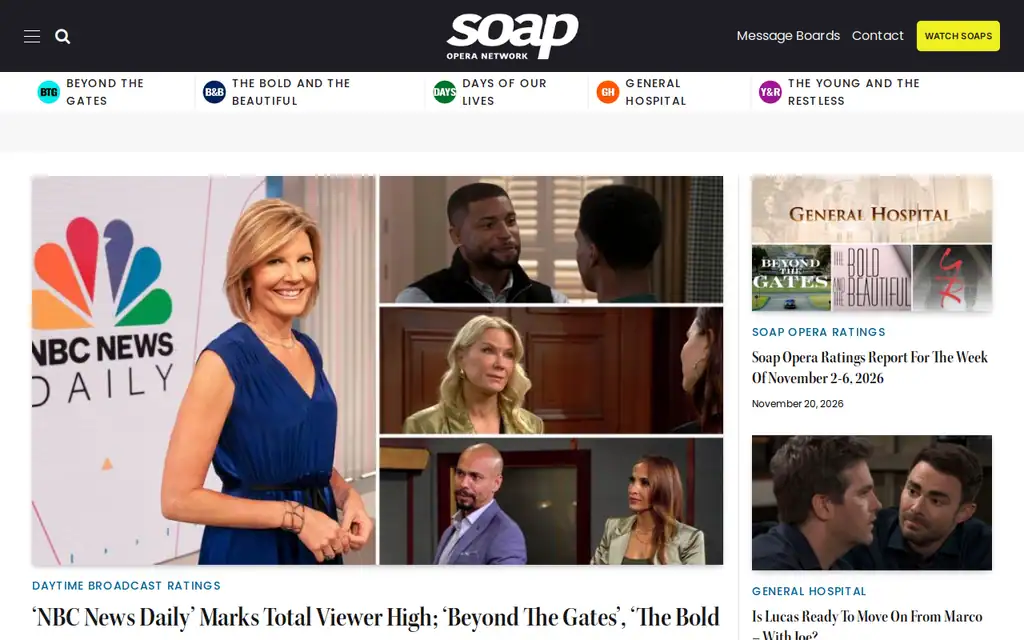 soap
OPERA NETWORK
Message Boards
Contact
WATCH SOAPS
BTG
BEYOND THE
GATES
B&B
THE BOLD AND THE
BEAUTIFUL
DAYS
DAYS OF OUR
LIVES
GH
GENERAL
HOSPITAL
Y&R
THE YOUNG AND THE
RESTLESS
NBC NEWS
DAILY
DAYTIME BROADCAST RATINGS
‘NBC News Daily’ Marks Total Viewer High; ‘Beyond The Gates’, ‘The Bold
GENERAL HOSPITAL
BEYOND
THE
GATES
THE BOLD
AND THE BEAUTIFUL
YR
SOAP OPERA RATINGS
Soap Opera Ratings Report For The Week
Of November 2-6, 2026
November 20, 2026
GENERAL HOSPITAL
Is Lucas Ready To Move On From Marco
– With Joe?